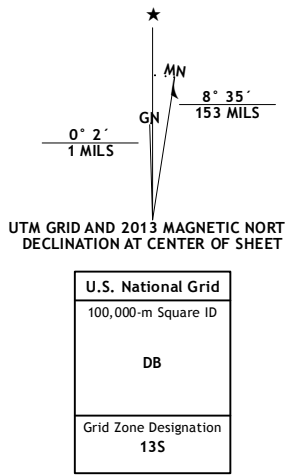 MN
GN
8° 35´
153 MILS
0° 2´
1 MILS
UTM GRID AND 2013 MAGNETIC NORT
DECLINATION AT CENTER OF SHEET
U.S. National Grid
100,000-m Square ID
DB
Grid Zone Designation
13S